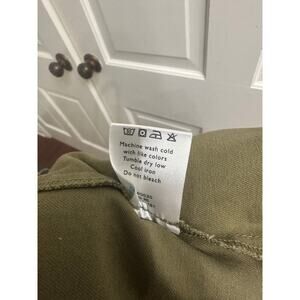 Machine wash cold
with like colors
Tumble dry low
Cool iron
Do not bleach